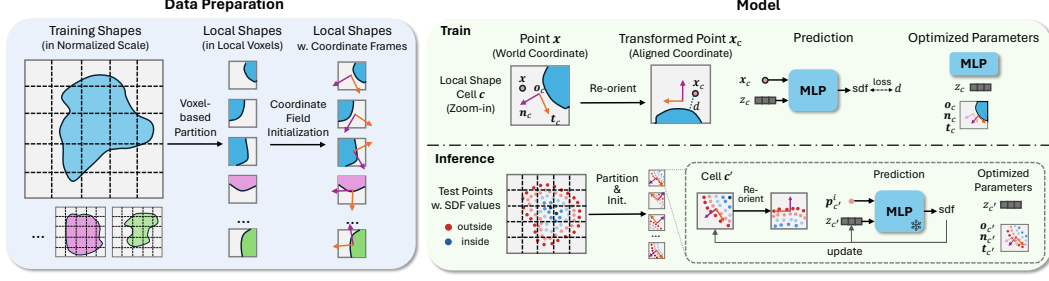 Data Preparation
Training Shapes
(in Normalized Scale)
Local Shapes
(in Local Voxels)
Local Shapes
w. Coordinate Frames
Voxel-
based
Partition
Coordinate
Field
Initialization
...
...
...
Model
Train
Point x
(World Coordinate)
Transformed Point x_c
(Aligned Coordinate)
Prediction
Optimized Parameters
Local Shape
Cell c
(Zoom-in)
x
o_c
n_c
t_c
Re-orient
x_c
d
x_c
z_c
MLP
sdf
loss
d
MLP
z_c
o_c
n_c
t_c
Inference
Test Points
w. SDF values
outside
inside
Partition
&
Init.
...
Cell c'
Re-
orient
Prediction
p^i_c'
z_c'
MLP
sdf
update
Optimized
Parameters
z_c'
o_c'
n_c'
t_c'